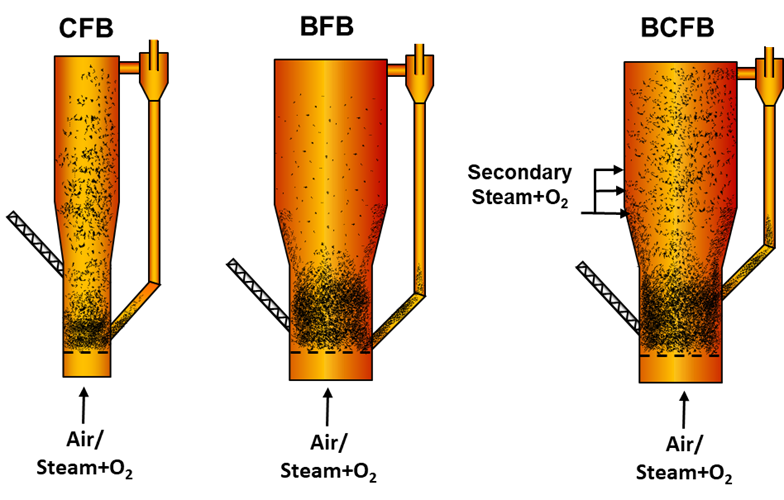 CFB
BFB
BCFB
Secondary
Steam+O₂
Air/
Steam+O₂
Air/
Steam+O₂
Air/
Steam+O₂